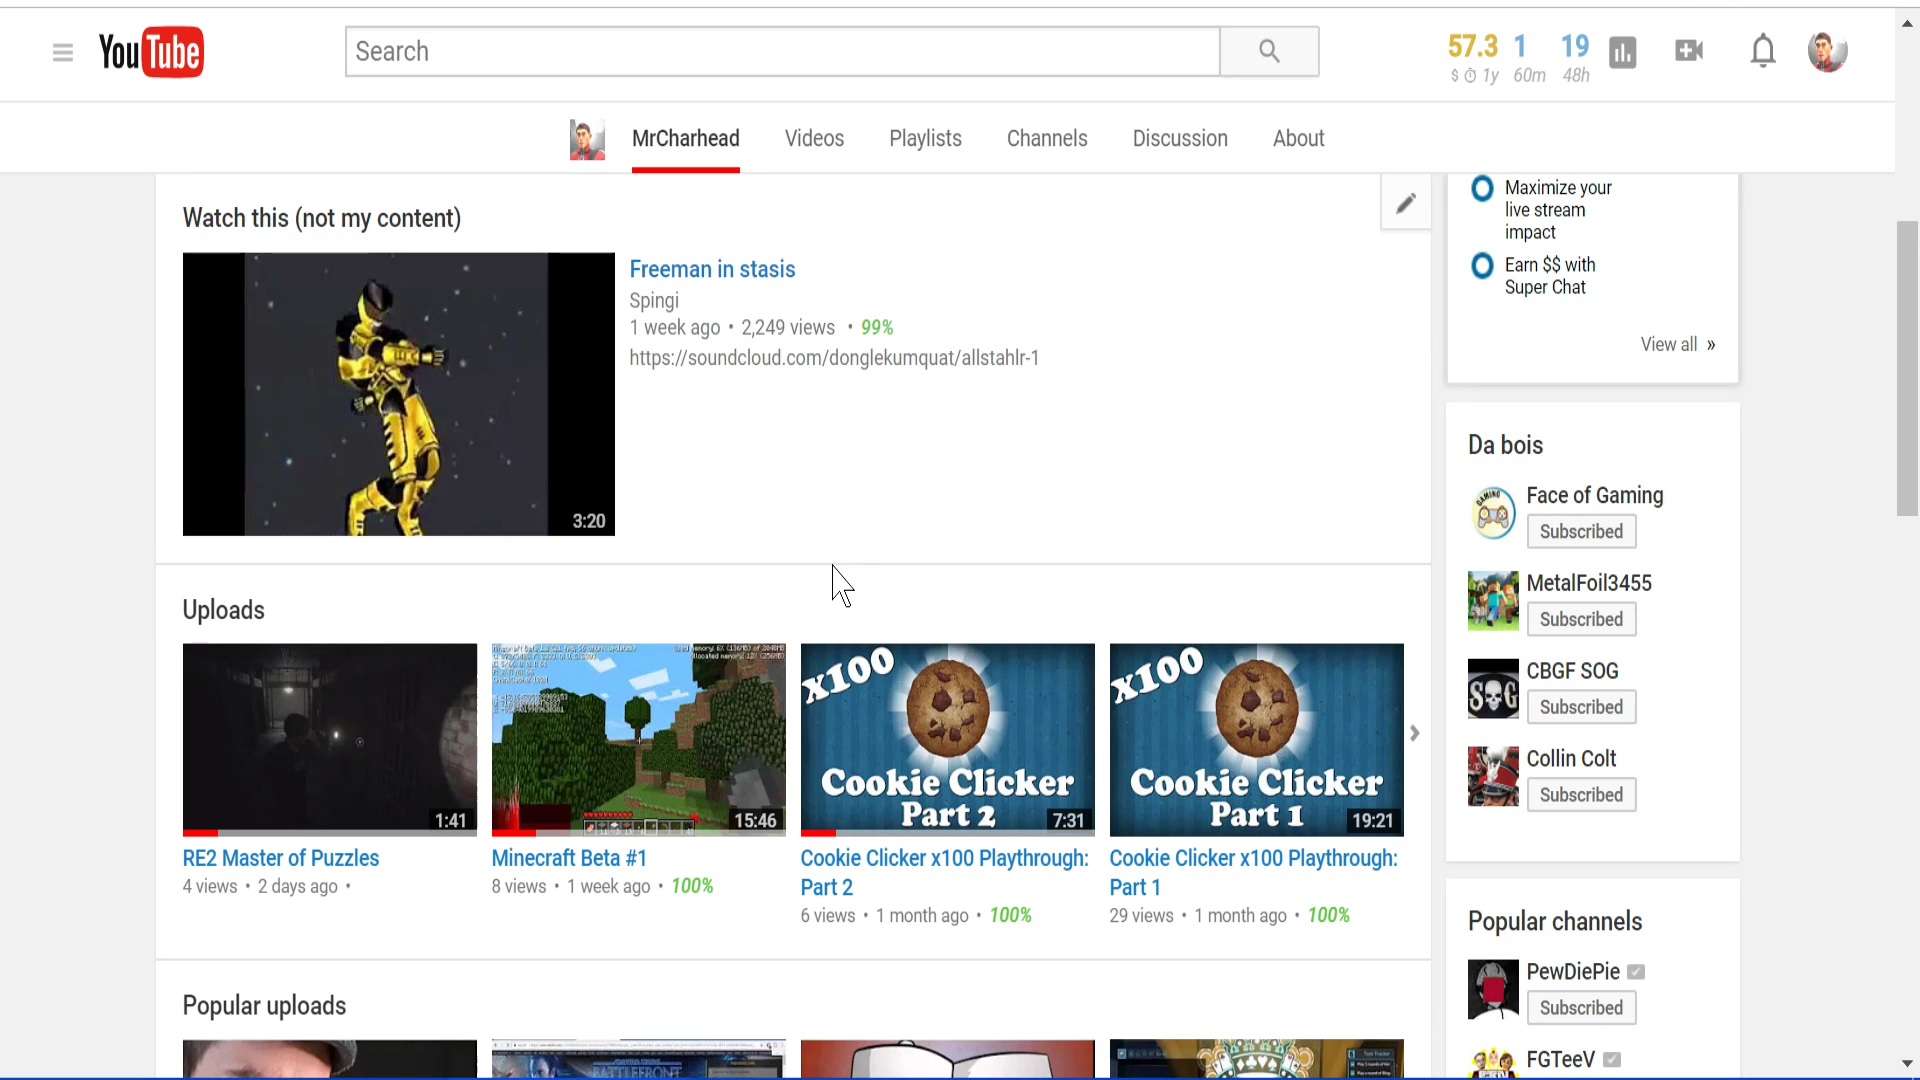 YouTube
Search
57.3 1 19
$ 1y 60m 48h
MrCharhead Videos Playlists Channels Discussion About
Watch this (not my content)
3:20
Freeman in stasis
Spingi
1 week ago • 2,249 views • 99%
https://soundcloud.com/donglekumquat/allstahlr-1
Uploads
1:41
RE2 Master of Puzzles
4 views • 2 days ago •
15:46
Minecraft Beta #1
8 views • 1 week ago • 100%
x100
Cookie Clicker
Part 2
7:31
Cookie Clicker x100 Playthrough:
Part 2
6 views • 1 month ago • 100%
x100
Cookie Clicker
Part 1
19:21
Cookie Clicker x100 Playthrough:
Part 1
29 views • 1 month ago • 100%
Popular uploads
BATTLEFRONT
Maximize your
live stream
impact
Earn $$ with
Super Chat
View all »
Da bois
GAMING
Face of Gaming
Subscribed
MetalFoil3455
Subscribed
SOG
CBGF SOG
Subscribed
Collin Colt
Subscribed
Popular channels
PewDiePie
Subscribed
FGTeeV